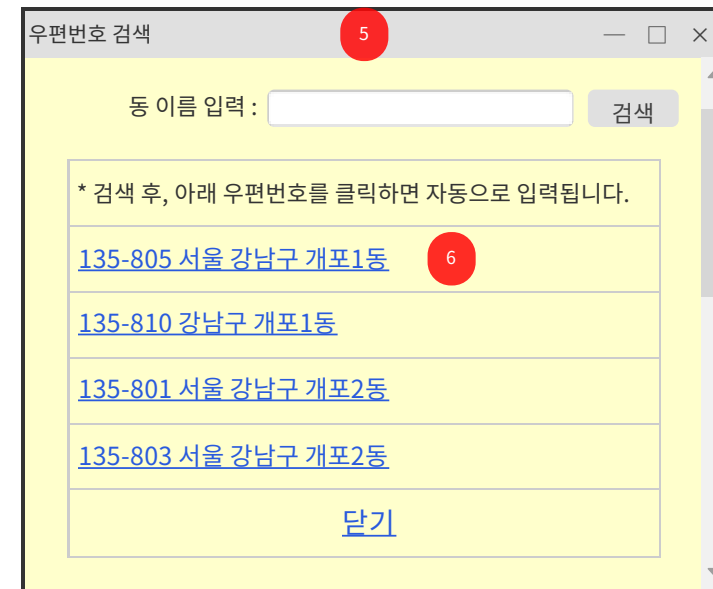 우편번호 검색
5
동 이름 입력 :
검색
* 검색 후, 아래 우편번호를 클릭하면 자동으로 입력됩니다.
135-805 서울 강남구 개포1동
6
135-810 강남구 개포1동
135-801 서울 강남구 개포2동
135-803 서울 강남구 개포2동
닫기